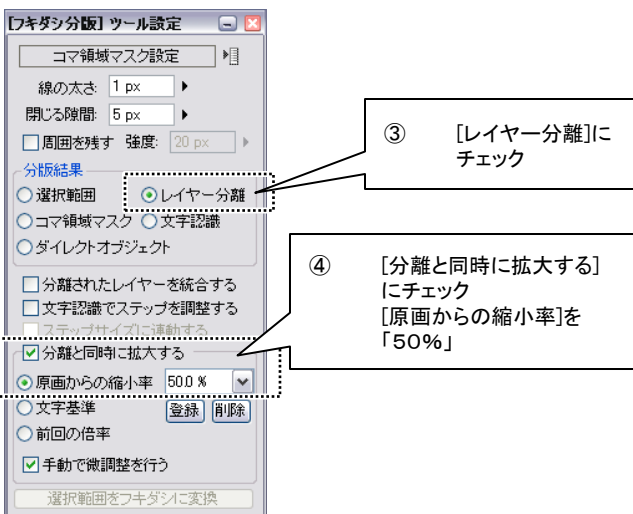 [フキダシ分版] ツール設定
コマ領域マスク設定
線の太さ: 1 px
閉じる隙間: 5 px
周囲を残す 強度: 20 px
分版結果
選択範囲 レイヤー分離
コマ領域マスク 文字認識
ダイレクトオブジェクト
分離されたレイヤーを統合する
文字認識でステップを調整する
ステップサイズに連動する
分離と同時に拡大する
原画からの縮小率 50.0 %
文字基準 登録 削除
前回の倍率
手動で微調整を行う
選択範囲をフキダシに変換
③ [レイヤー分離]に
チェック
④ [分離と同時に拡大する]
にチェック
[原画からの縮小率]を
「50%」